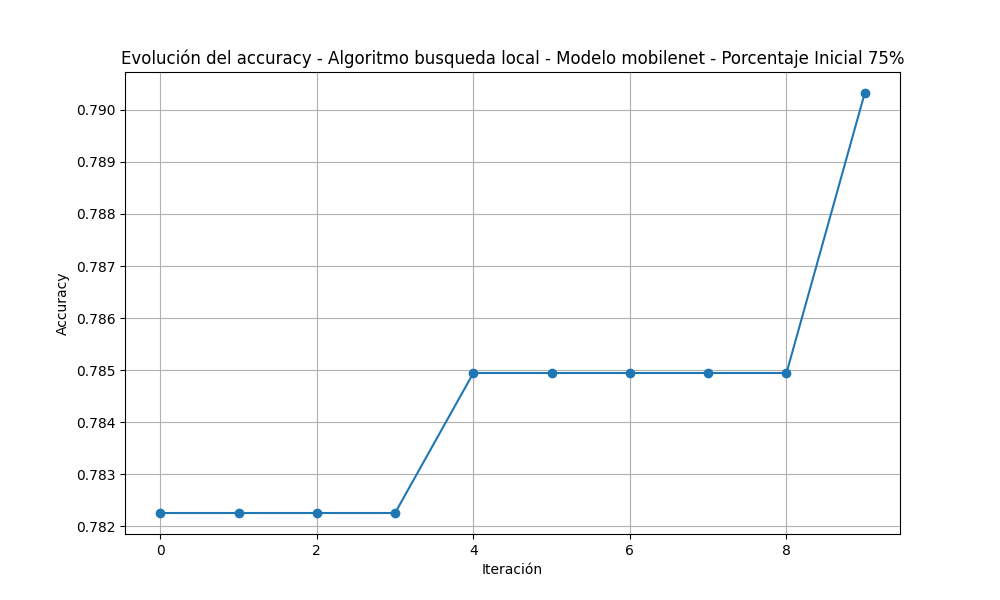 Evolución del accuracy - Algoritmo busqueda local - Modelo mobilenet - Porcentaje Inicial 75%
0.790
0.789
0.788
0.787
0.786
0.785
0.784
0.783
0.782
Accuracy
0 2 4 6 8
Iteración